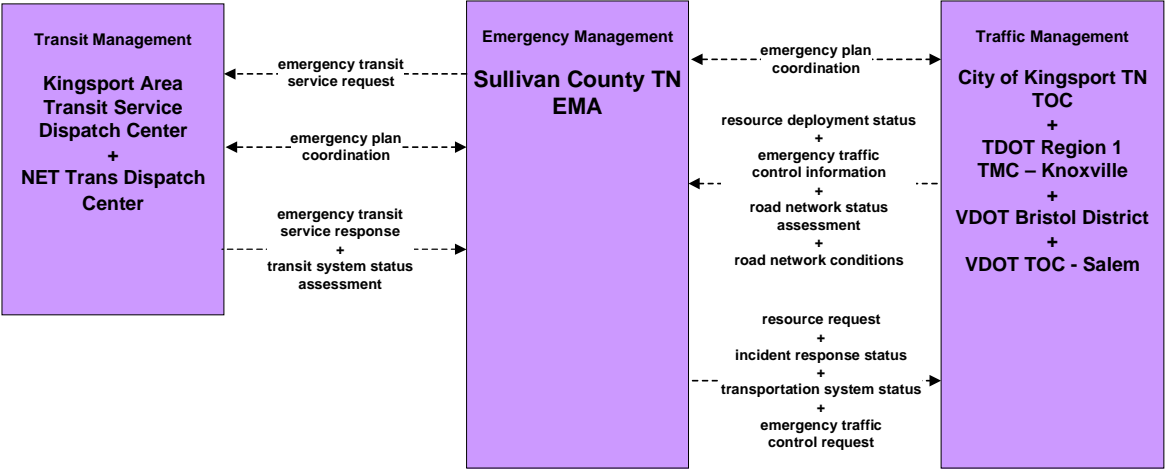 Transit Management
Kingsport Area
Transit Service
Dispatch Center
+
NET Trans Dispatch
Center
emergency transit
service request
emergency plan
coordination
emergency transit
service response
+
transit system status
assessment
Emergency Management
Sullivan County TN
EMA
emergency plan
coordination
resource deployment status
+
emergency traffic
control information
+
road network status
assessment
+
road network conditions
resource request
+
incident response status
+
transportation system status
+
emergency traffic
control request
Traffic Management
City of Kingsport TN
TOC
+
TDOT Region 1
TMC – Knoxville
+
VDOT Bristol District
+
VDOT TOC - Salem